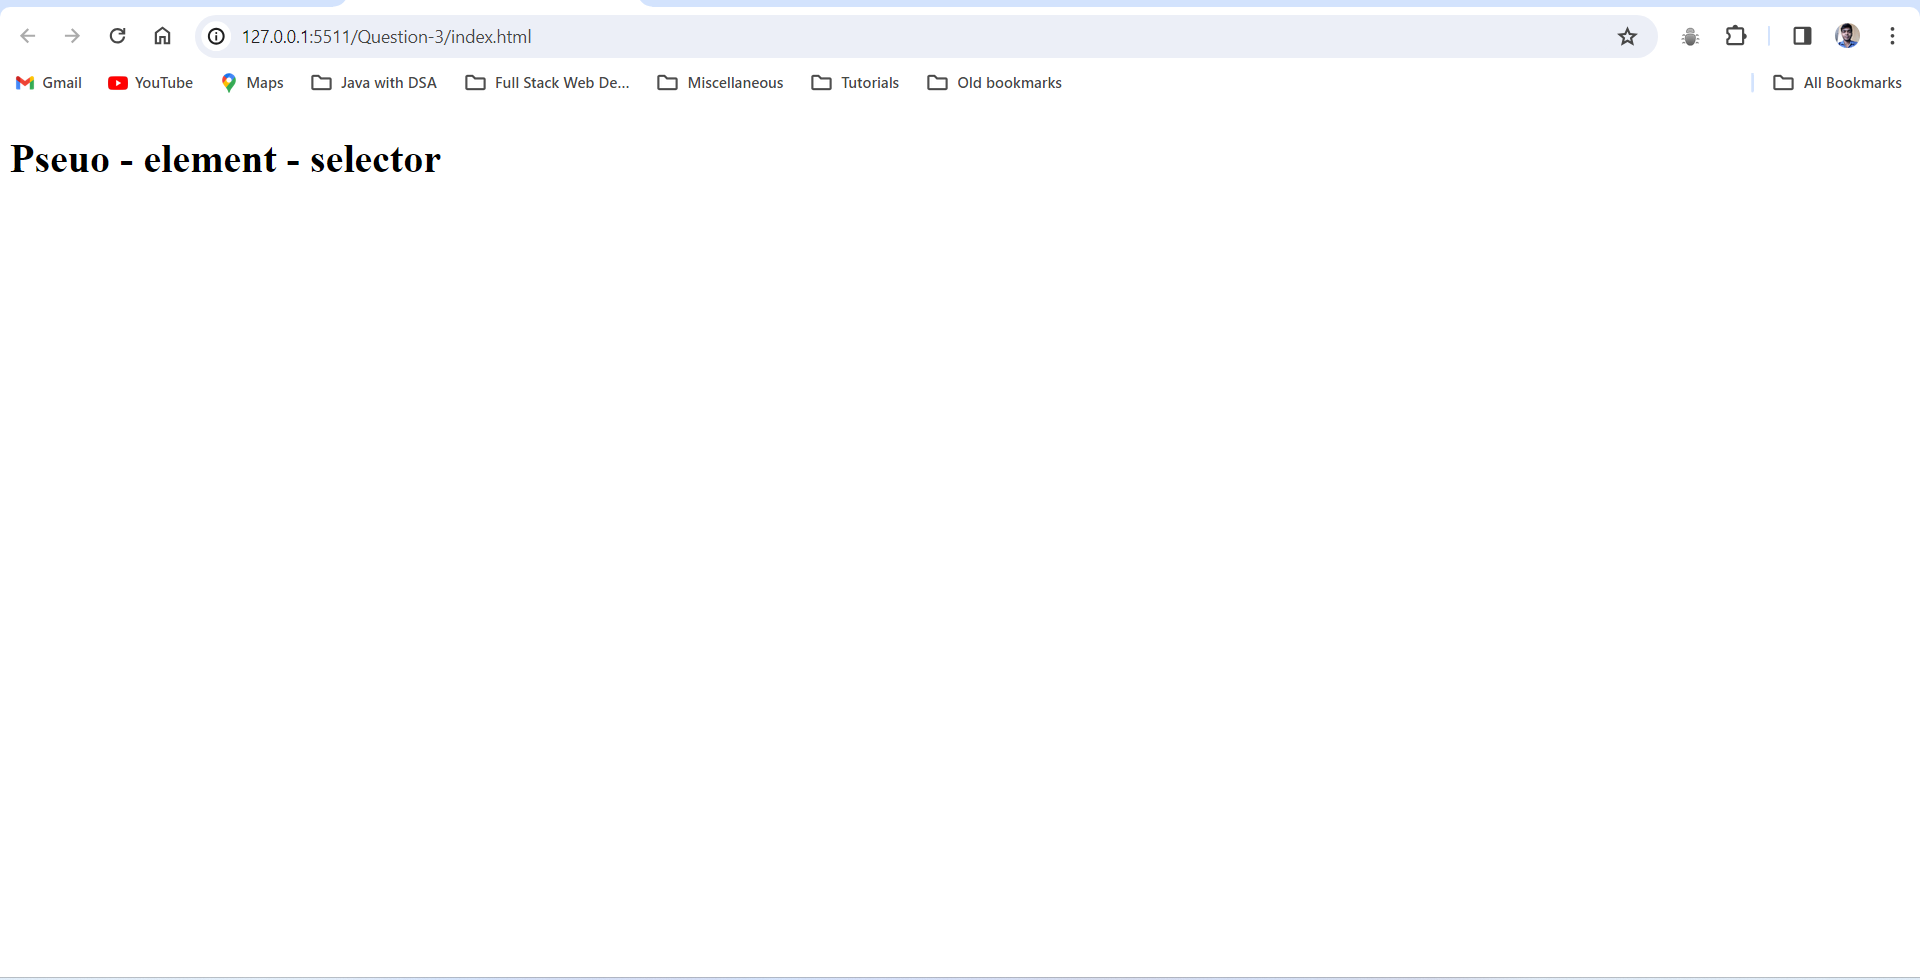 127.0.0.1:5511/Question-3/index.html
Gmail YouTube Maps Java with DSA Full Stack Web De... Miscellaneous Tutorials Old bookmarks All Bookmarks
Pseuo - element - selector